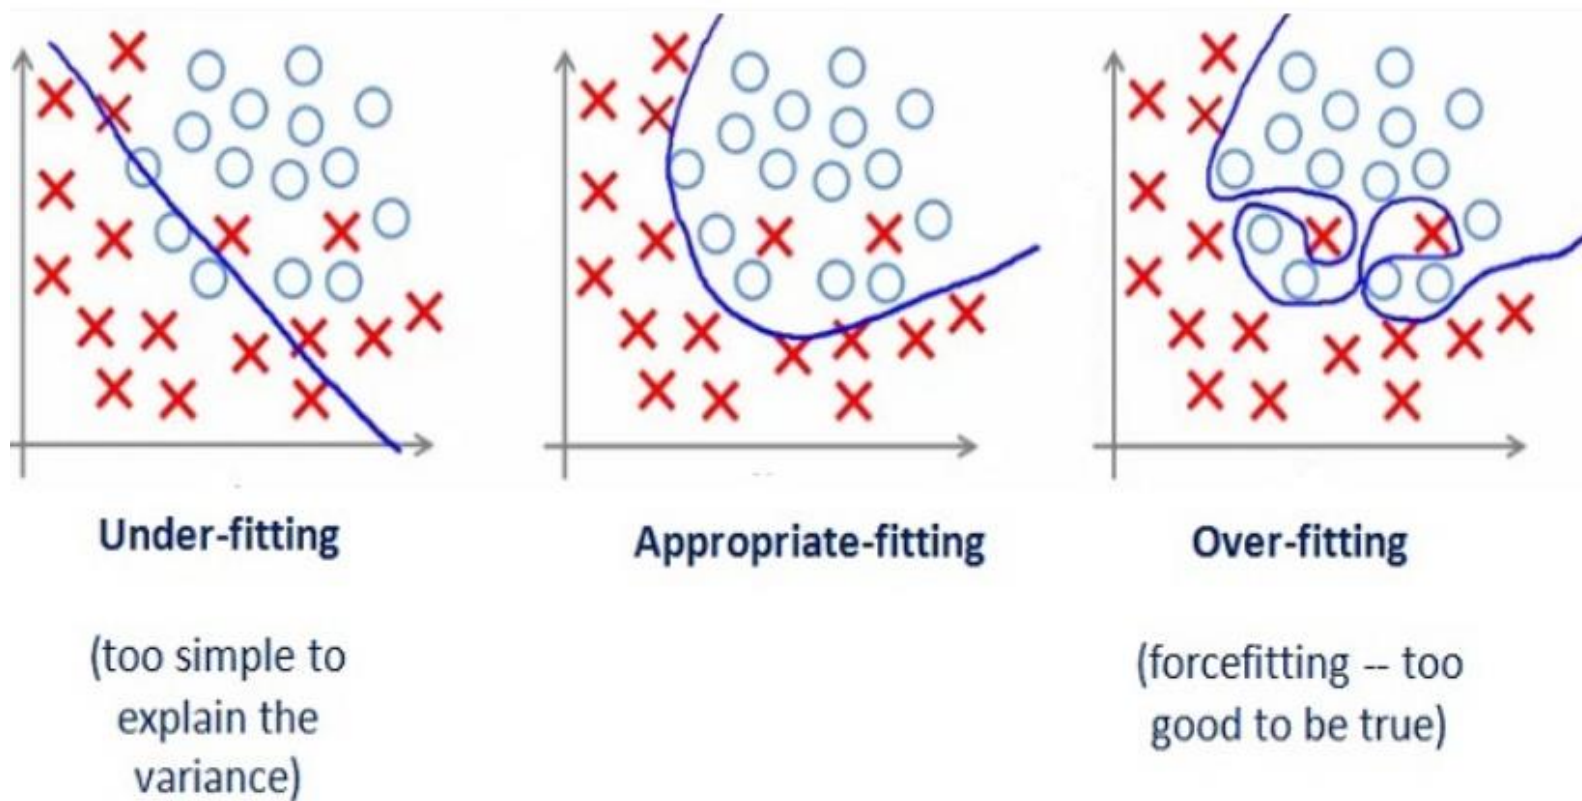 Under-fitting
Appropriate-fitting
Over-fitting
(too simple to
explain the
variance)
(forcefitting -- too
good to be true)